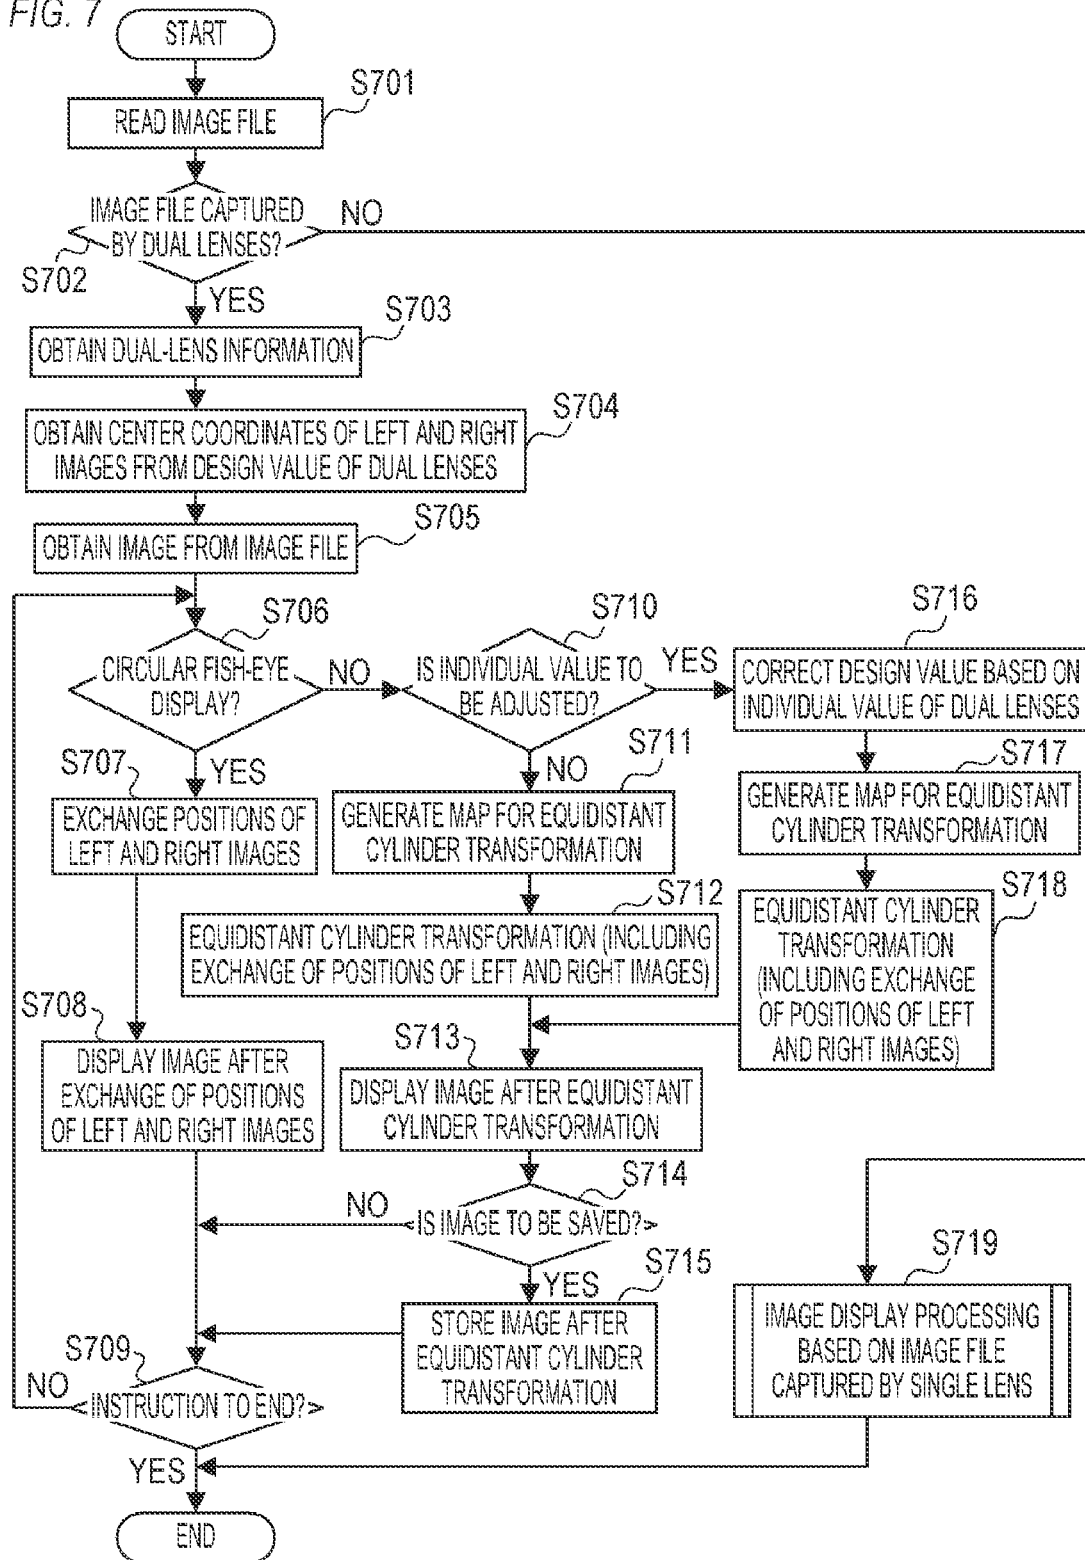 FIG. 7
START
S701
READ IMAGE FILE
IMAGE FILE CAPTURED
BY DUAL LENSES?
NO
S702
YES
S703
OBTAIN DUAL-LENS INFORMATION
S704
OBTAIN CENTER COORDINATES OF LEFT AND RIGHT
IMAGES FROM DESIGN VALUE OF DUAL LENSES
S705
OBTAIN IMAGE FROM IMAGE FILE
S706
CIRCULAR FISH-EYE
DISPLAY?
NO
YES
S710
IS INDIVIDUAL VALUE TO
BE ADJUSTED?
YES
NO
S716
CORRECT DESIGN VALUE BASED ON
INDIVIDUAL VALUE OF DUAL LENSES
S707
EXCHANGE POSITIONS OF
LEFT AND RIGHT IMAGES
S711
GENERATE MAP FOR EQUIDISTANT
CYLINDER TRANSFORMATION
S717
GENERATE MAP FOR EQUIDISTANT
CYLINDER TRANSFORMATION
S712
EQUIDISTANT CYLINDER TRANSFORMATION (INCLUDING
EXCHANGE OF POSITIONS OF LEFT AND RIGHT IMAGES)
S718
EQUIDISTANT CYLINDER
TRANSFORMATION
(INCLUDING EXCHANGE
OF POSITIONS OF LEFT
AND RIGHT IMAGES)
S708
DISPLAY IMAGE AFTER
EXCHANGE OF POSITIONS
OF LEFT AND RIGHT IMAGES
S713
DISPLAY IMAGE AFTER EQUIDISTANT
CYLINDER TRANSFORMATION
S714
IS IMAGE TO BE SAVED?
NO
YES
S715
STORE IMAGE AFTER
EQUIDISTANT CYLINDER
TRANSFORMATION
S719
IMAGE DISPLAY PROCESSING
BASED ON IMAGE FILE
CAPTURED BY SINGLE LENS
S709
NO
INSTRUCTION TO END?
YES
END